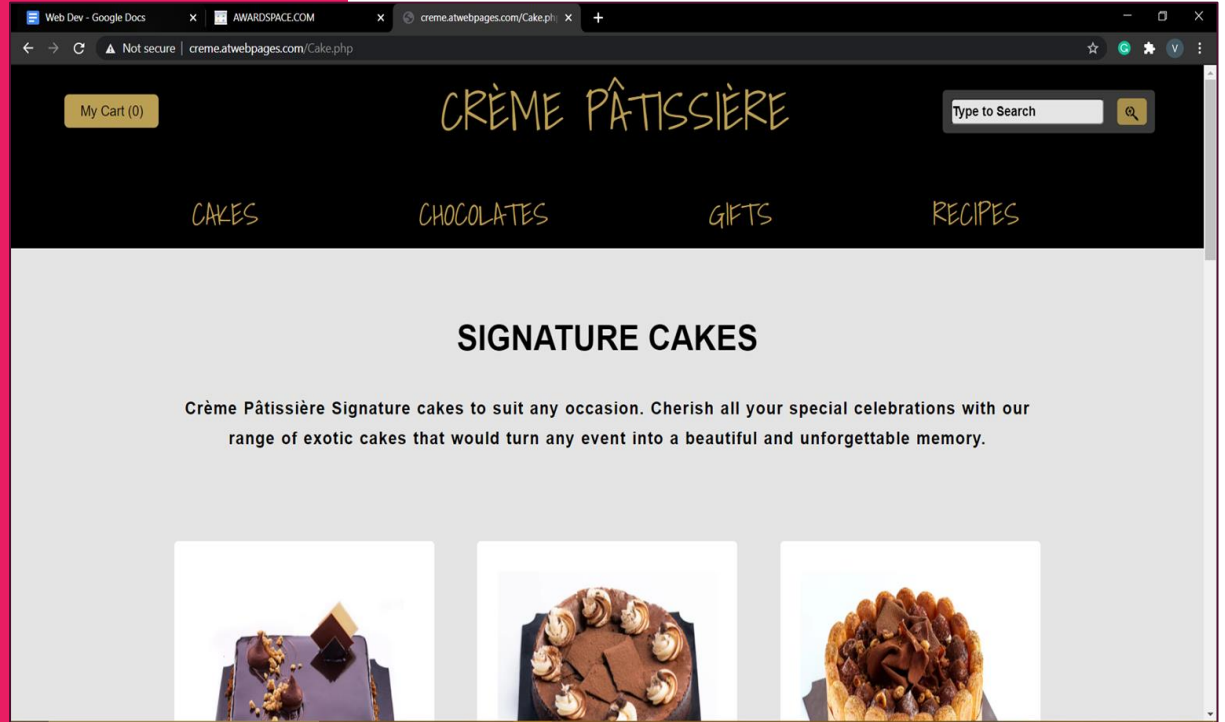 Web Dev - Google Docs
AWARDSPACE.COM
creme.atwebpages.com/Cake.ph
Not secure | creme.atwebpages.com/Cake.php
V
My Cart (0)
CRÈME PÂTISSIÈRE
Type to Search
CAKES
CHOCOLATES
GIFTS
RECIPES
SIGNATURE CAKES
Crème Pâtissière Signature cakes to suit any occasion. Cherish all your special celebrations with our
range of exotic cakes that would turn any event into a beautiful and unforgettable memory.